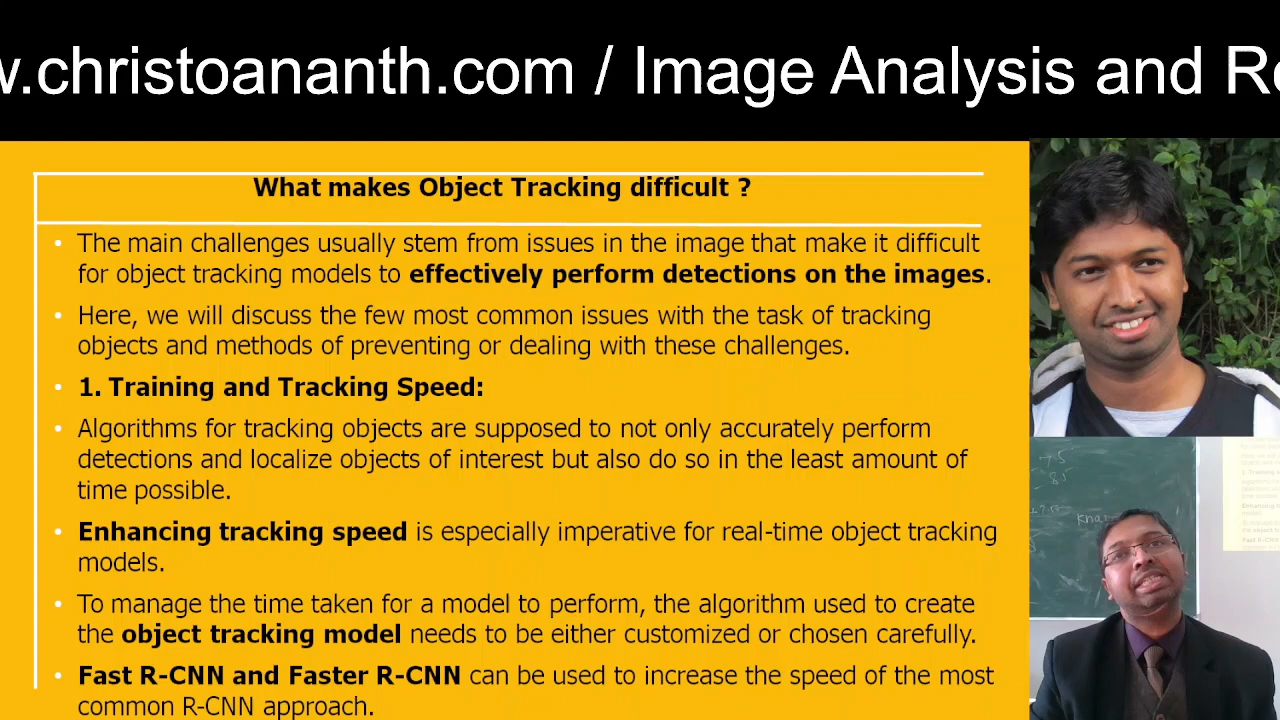 w.christoananth.com / Image Analysis and R
What makes Object Tracking difficult ?
• The main challenges usually stem from issues in the image that make it difficult
for object tracking models to effectively perform detections on the images.
• Here, we will discuss the few most common issues with the task of tracking
objects and methods of preventing or dealing with these challenges.
• 1. Training and Tracking Speed:
• Algorithms for tracking objects are supposed to not only accurately perform
detections and localize objects of interest but also do so in the least amount of
time possible.
• Enhancing tracking speed is especially imperative for real-time object tracking
models.
• To manage the time taken for a model to perform, the algorithm used to create
the object tracking model needs to be either customized or chosen carefully.
• Fast R-CNN and Faster R-CNN can be used to increase the speed of the most
common R-CNN approach.